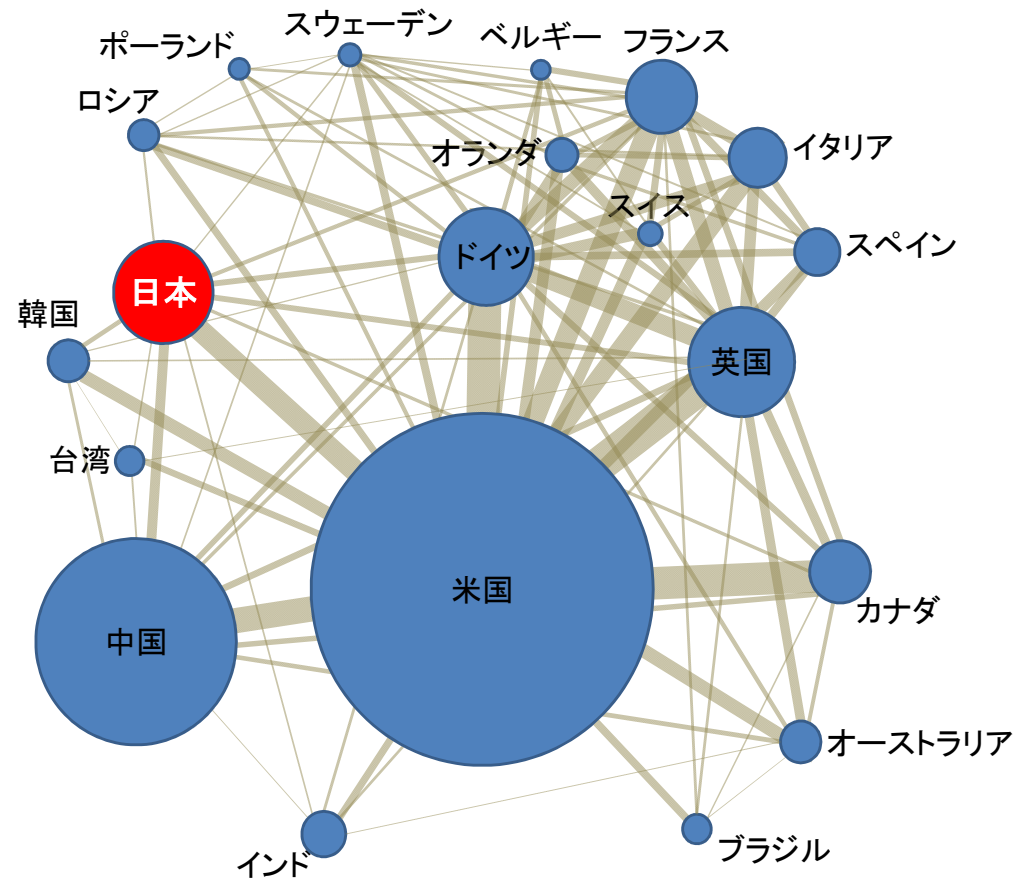 スウェーデン
ベルギー
フランス
ポーランド
ロシア
オランダ
イタリア
スイス
スペイン
ドイツ
日本
韓国
英国
台湾
米国
カナダ
中国
オーストラリア
ブラジル
インド